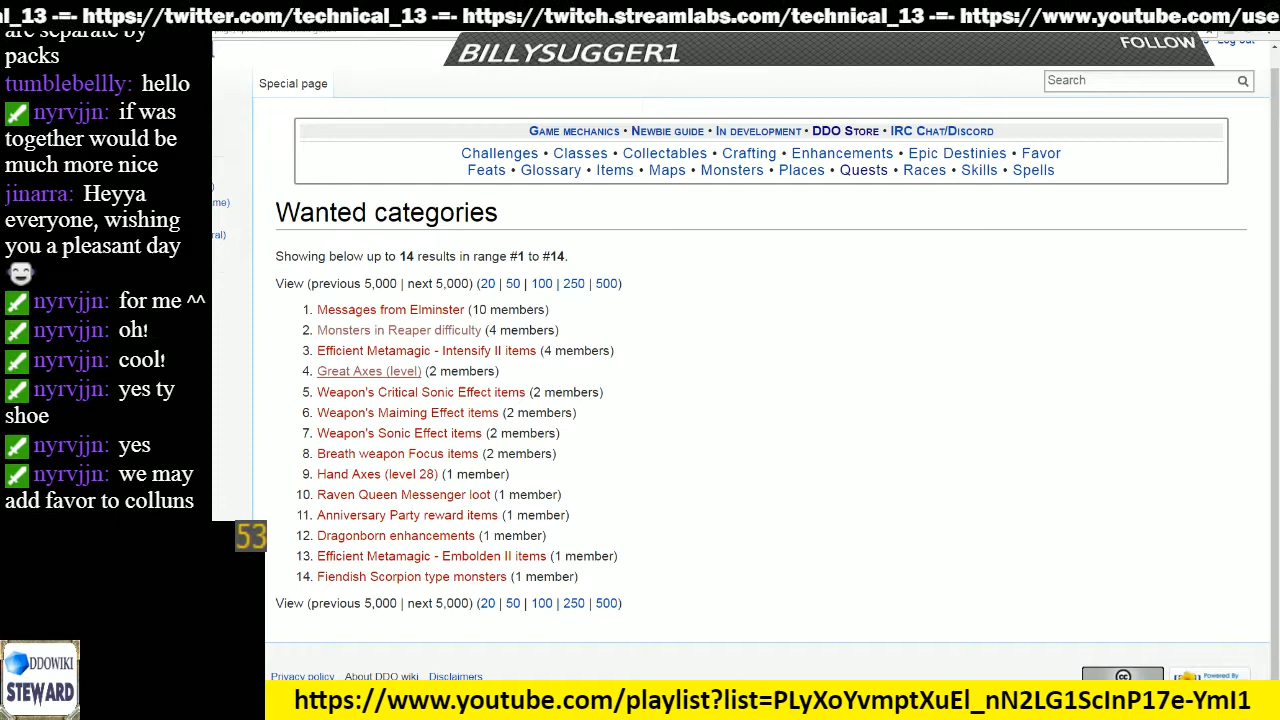 l_13 -=- https://twitter.com/technical_13 -=- https://twitch.streamlabs.com/technical_13 -=- https://www.youtube.com/use
are separate by
packs
tumblebellly: hello
nyrvjjn: if was
together would be
much more nice
jinarra: Heyya
everyone, wishing
you a pleasant day
nyrvjjn: for me ^^
nyrvjjn: oh!
nyrvjjn: cool!
nyrvjjn: yes ty
shoe
nyrvjjn: yes
nyrvjjn: we may
add favor to colluns
53
DDOWIKI
STEWARD
BILLYSUGGER1
FOLLOW
Log out
Special page
Search
Game mechanics • Newbie guide • In development • DDO Store • IRC Chat/Discord
Challenges • Classes • Collectables • Crafting • Enhancements • Epic Destinies • Favor
Feats • Glossary • Items • Maps • Monsters • Places • Quests • Races • Skills • Spells
Wanted categories
Showing below up to 14 results in range #1 to #14.
View (previous 5,000 | next 5,000) (20 | 50 | 100 | 250 | 500)
1. Messages from Elminster (10 members)
2. Monsters in Reaper difficulty (4 members)
3. Efficient Metamagic - Intensify II items (4 members)
4. Great Axes (level) (2 members)
5. Weapon's Critical Sonic Effect items (2 members)
6. Weapon's Maiming Effect items (2 members)
7. Weapon's Sonic Effect items (2 members)
8. Breath weapon Focus items (2 members)
9. Hand Axes (level 28) (1 member)
10. Raven Queen Messenger loot (1 member)
11. Anniversary Party reward items (1 member)
12. Dragonborn enhancements (1 member)
13. Efficient Metamagic - Embolden II items (1 member)
14. Fiendish Scorpion type monsters (1 member)
View (previous 5,000 | next 5,000) (20 | 50 | 100 | 250 | 500)
Privacy policy About DDO wiki Disclaimers
Powered By
https://www.youtube.com/playlist?list=PLyXoYvmptXuEl_nN2LG1ScInP17e-YmI1